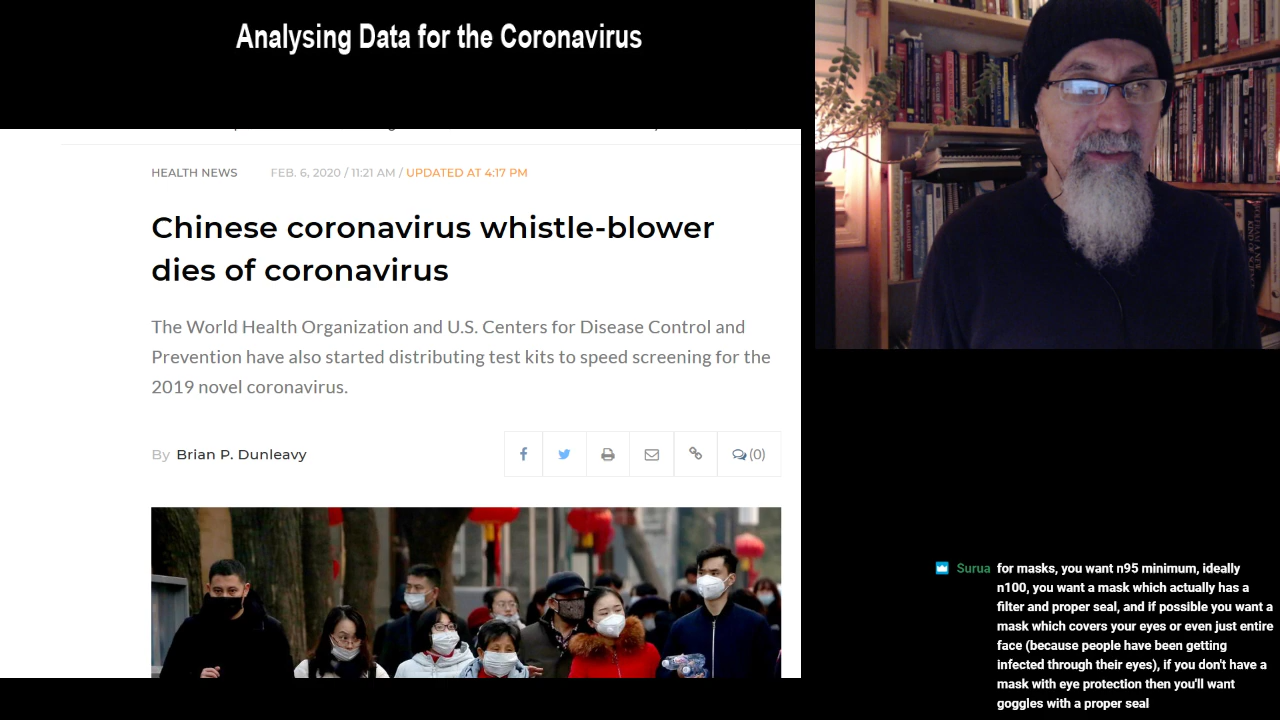 Analysing Data for the Coronavirus
HEALTH NEWS FEB. 6, 2020 / 11:21 AM / UPDATED AT 4:17 PM
Chinese coronavirus whistle-blower
dies of coronavirus
The World Health Organization and U.S. Centers for Disease Control and
Prevention have also started distributing test kits to speed screening for the
2019 novel coronavirus.
By Brian P. Dunleavy
(0)
Surua for masks, you want n95 minimum, ideally
n100, you want a mask which actually has a
filter and proper seal, and if possible you want a
mask which covers your eyes or even just entire
face (because people have been getting
infected through their eyes), if you don't have a
mask with eye protection then you'll want
goggles with a proper seal